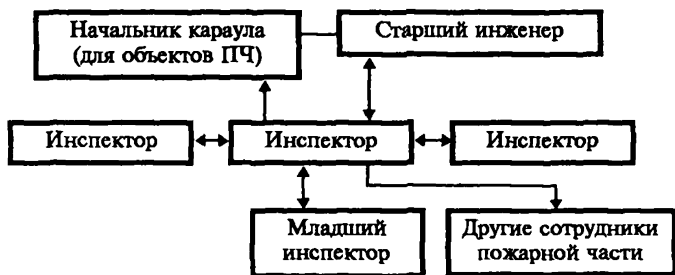 Начальник караула
(для объектов ПЧ)
Старший инженер
Инспектор
Инспектор
Инспектор
Младший
инспектор
Другие сотрудники
пожарной части